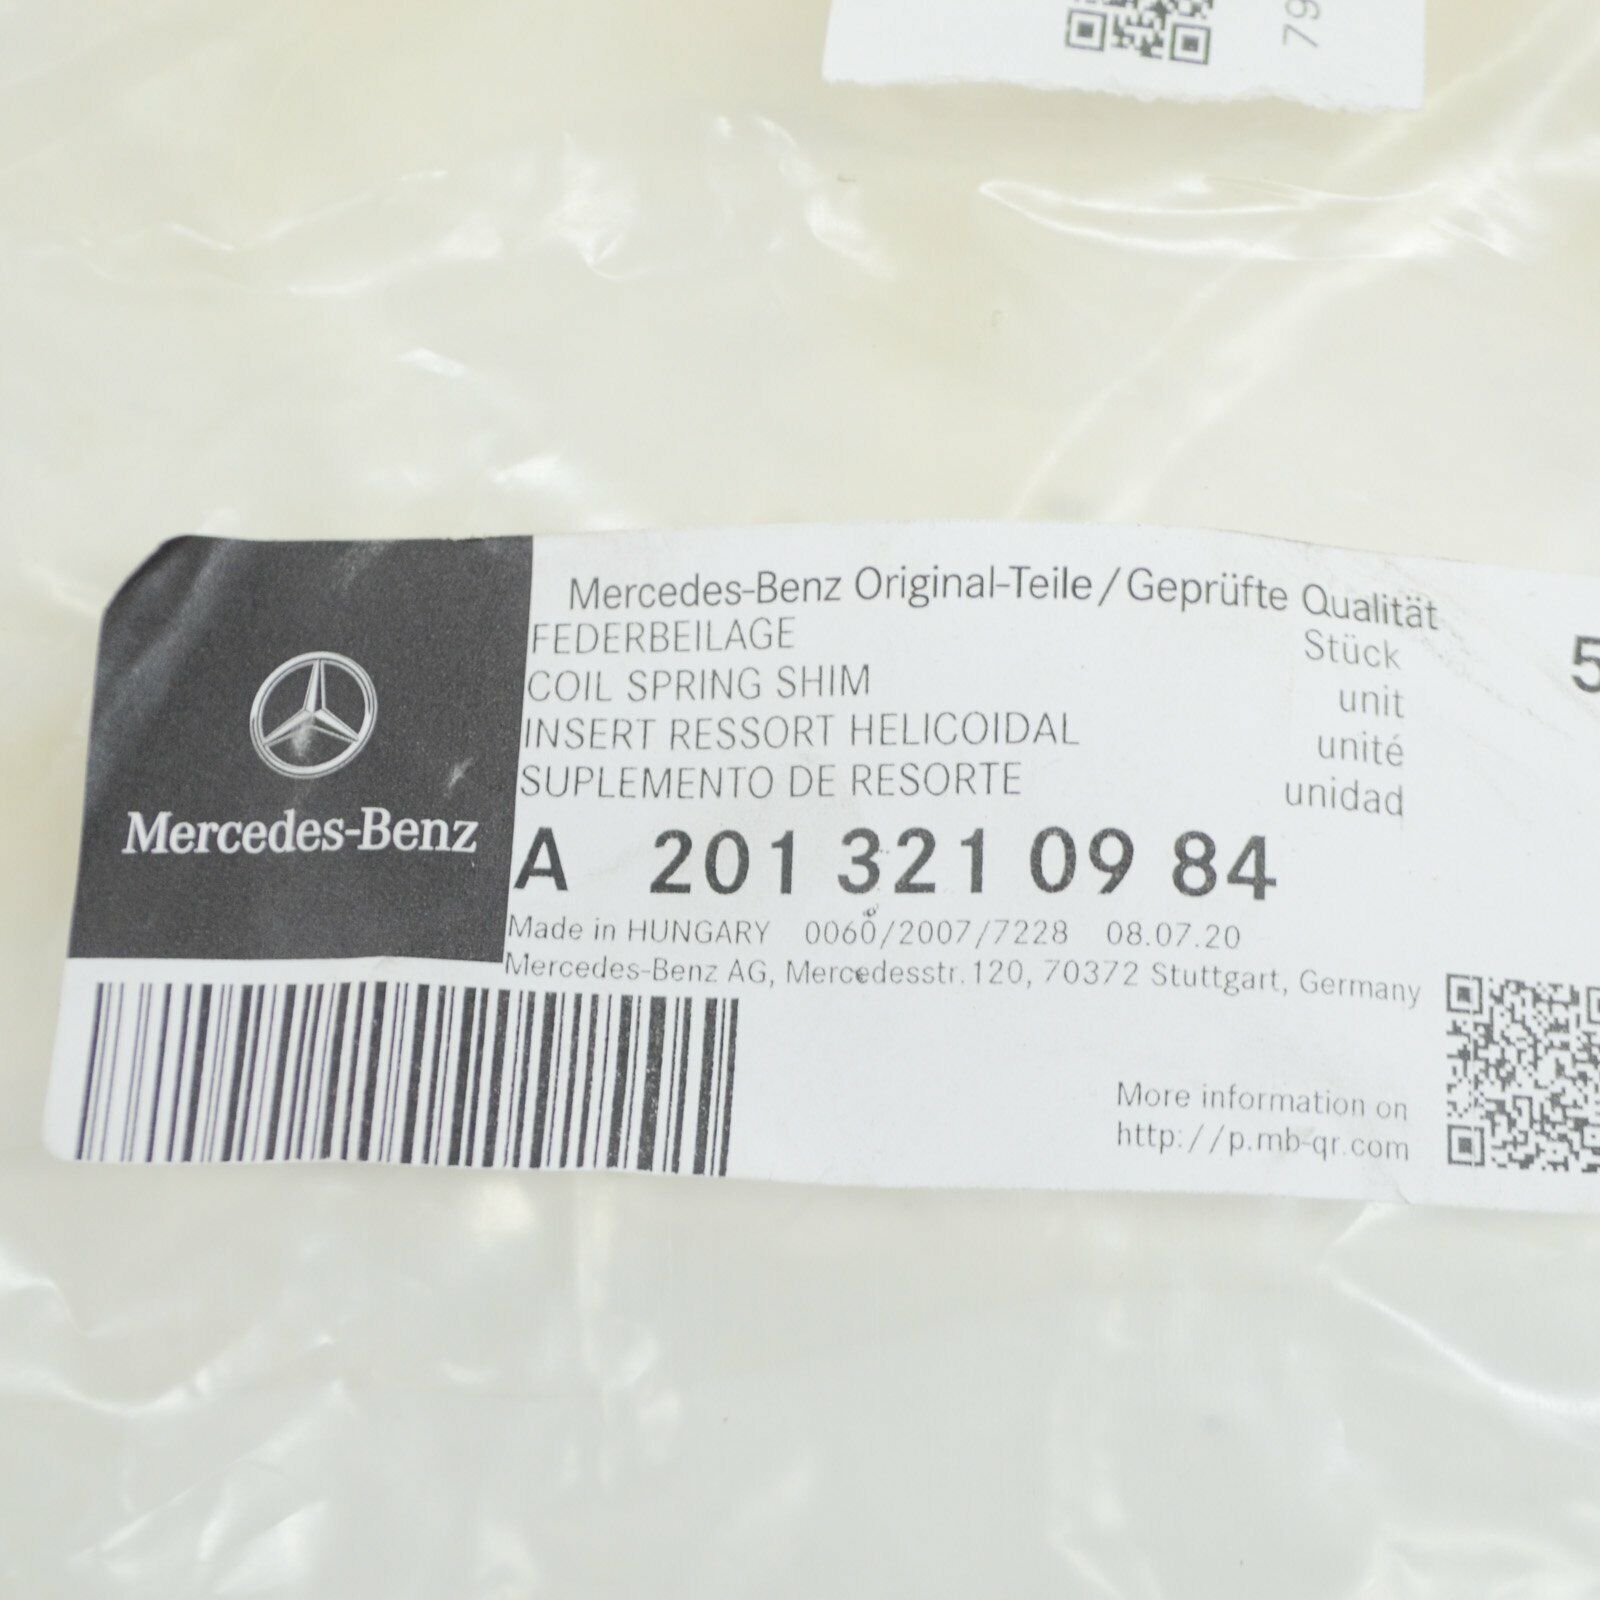 79
Mercedes-Benz Original-Teile / Geprüfte Qualität
FEDERBEILAGE Stück 5
COIL SPRING SHIM unit
INSERT RESSORT HELICOIDAL unité
SUPLEMENTO DE RESORTE unidad
Mercedes-Benz
A 201 321 09 84
Made in HUNGARY 0060/2007/7228 08.07.20
Mercedes-Benz AG, Mercedesstr. 120, 70372 Stuttgart, Germany
More information on
http://p.mb-qr.com